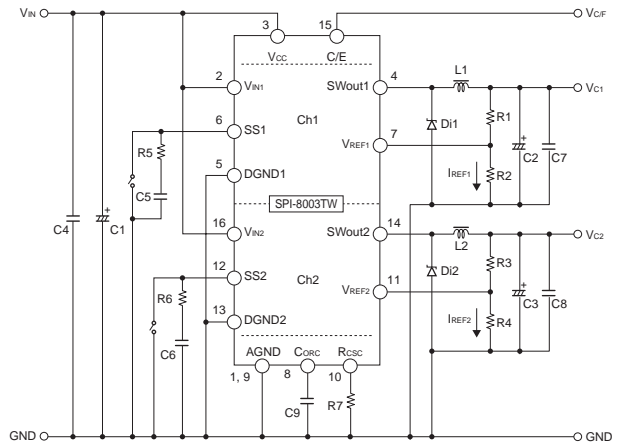 VIN
VC/F
3
15
VCC
C/E
2
VIN1
SWout1
4
L1
VC1
Ch1
R1
6
SS1
Di1
7
VREF1
C2
C7
R5
5
DGND1
IREF1
R2
C5
SPI-8003TW
C4
C1
16
VIN2
SWout2
14
L2
VC2
12
SS2
Di2
R3
R6
Ch2
11
VREF2
C3
C8
13
DGND2
IREF2
R4
C6
AGND
CORC
RCSC
1, 9
8
10
C9
R7
GND
GND